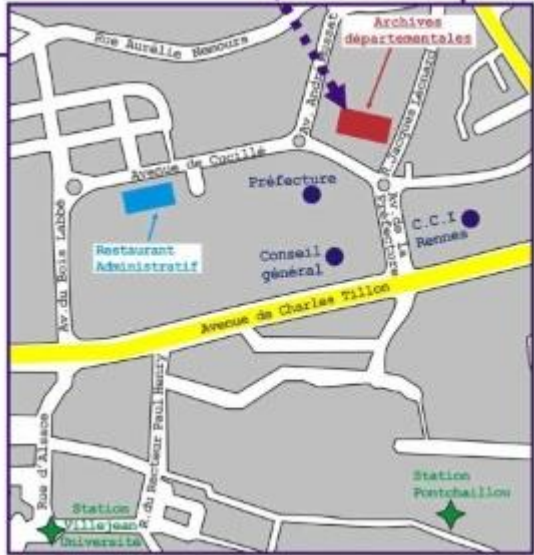 Rue Aurélie Nemours
Archives
départementales
Av. André
R. Jacques Léonard
Avenue de Cucillé
Préfecture
C.C.I
Rennes
Av. de la
Préfecture
Restaurant
Administratif
Conseil
général
Av. du Bois Labbé
Avenue de Charles Tillon
R. du Recteur Paul Henry
Rue d'Alsace
Station
Villejean
Université
Station
Pontchaillou